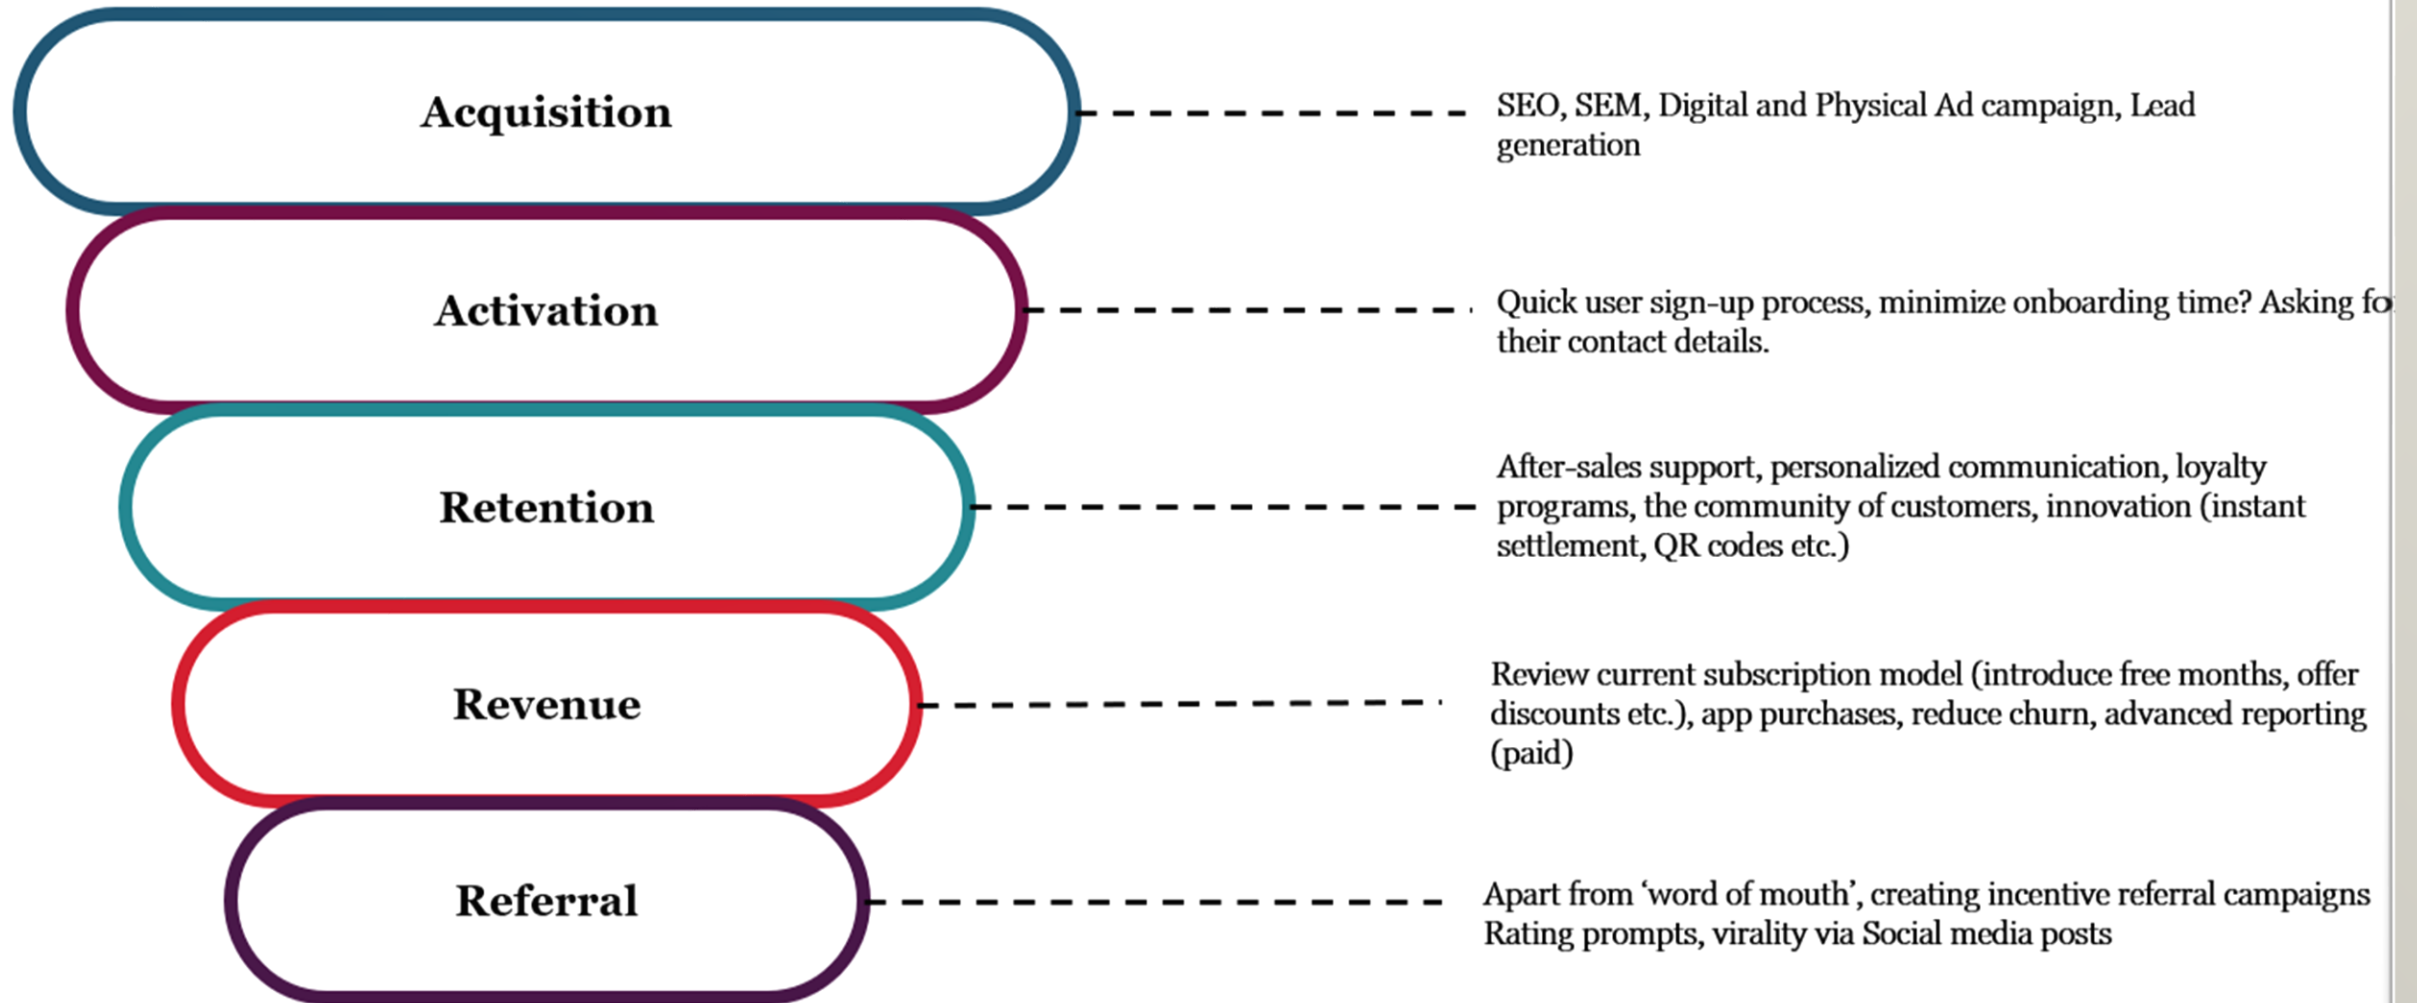 Acquisition
SEO, SEM, Digital and Physical Ad campaign, Lead
generation
Activation
Quick user sign-up process, minimize onboarding time? Asking fo
their contact details.
Retention
After-sales support, personalized communication, loyalty
programs, the community of customers, innovation (instant
settlement, QR codes etc.)
Revenue
Review current subscription model (introduce free months, offer
discounts etc.), app purchases, reduce churn, advanced reporting
(paid)
Referral
Apart from ‘word of mouth’, creating incentive referral campaigns
Rating prompts, virality via Social media posts